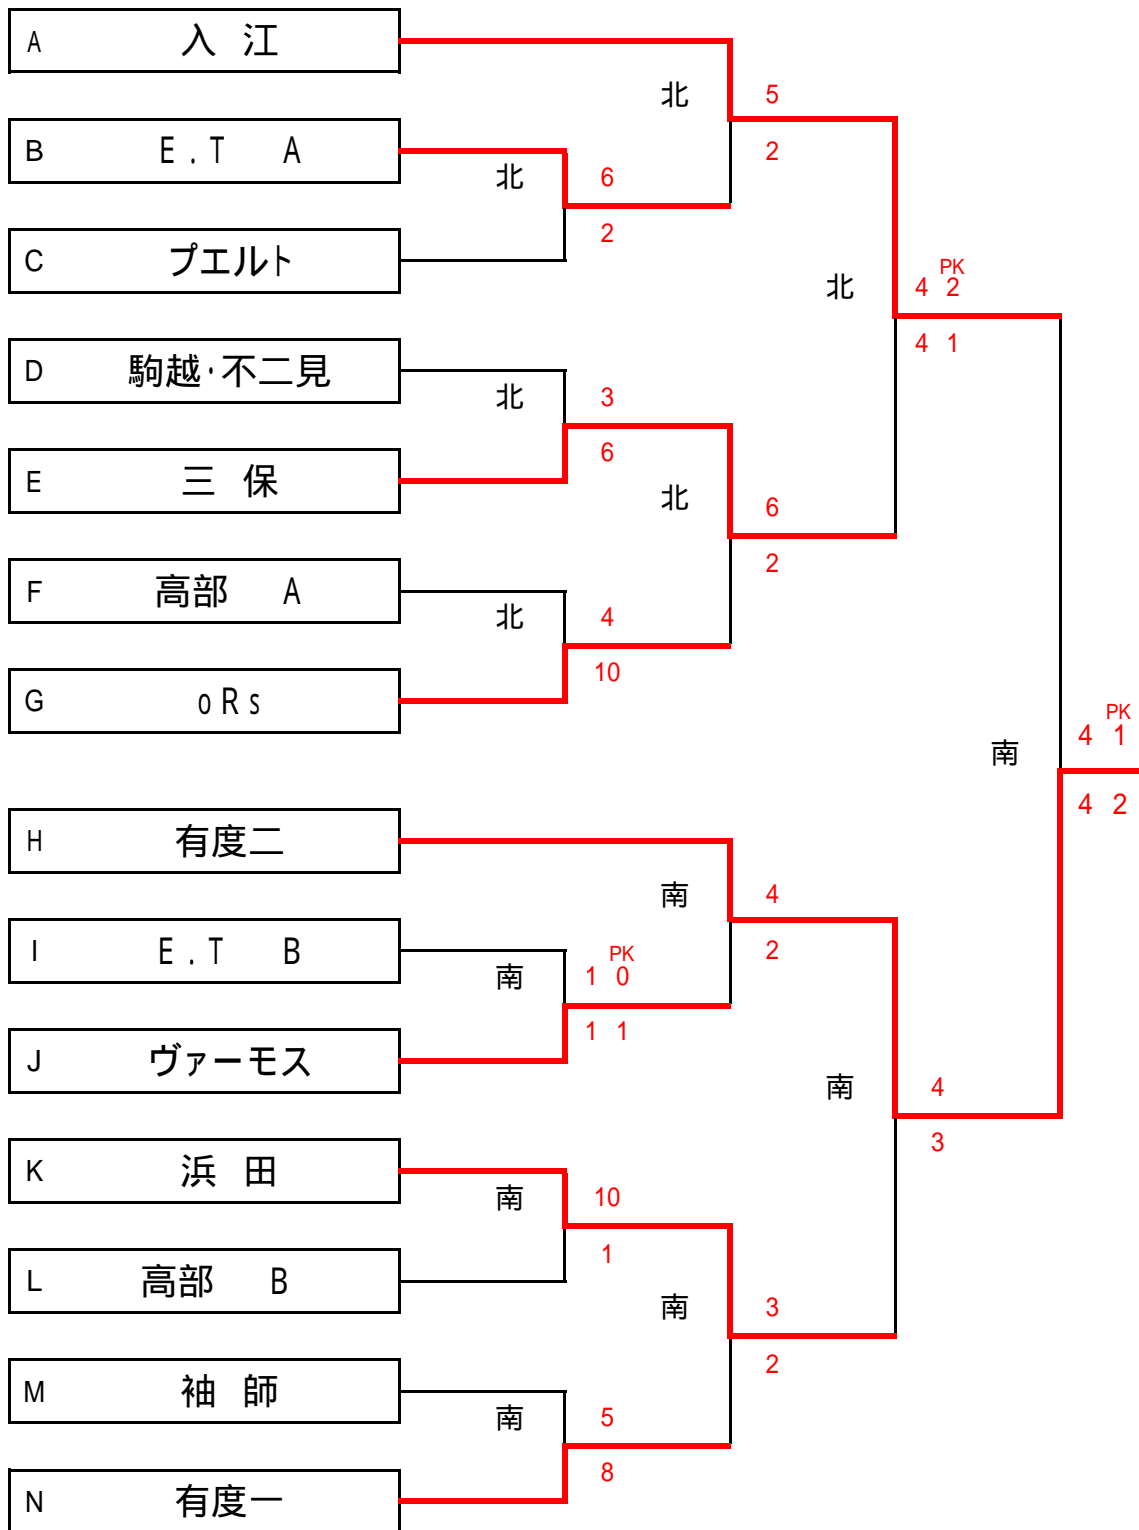 A 入 江
北 5
2
B E.T A
北 6
2
C プエルト
北 PK
4 2
4 1
D 駒越・不二見
北 3
6
E 三 保
北 6
2
F 高部 A
北 4
10
G oRs
南 PK
4 1
4 2
H 有度二
南 4
2
I E.T B
南 PK
1 0
1 1
J ヴァーモス
南 4
3
K 浜 田
南 10
1
L 高部 B
南 3
2
M 袖 師
南 5
8
N 有度一